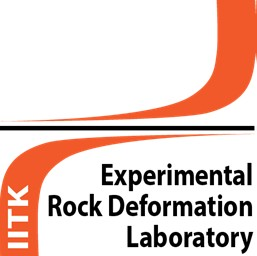 IITK
Experimental
Rock Deformation
Laboratory